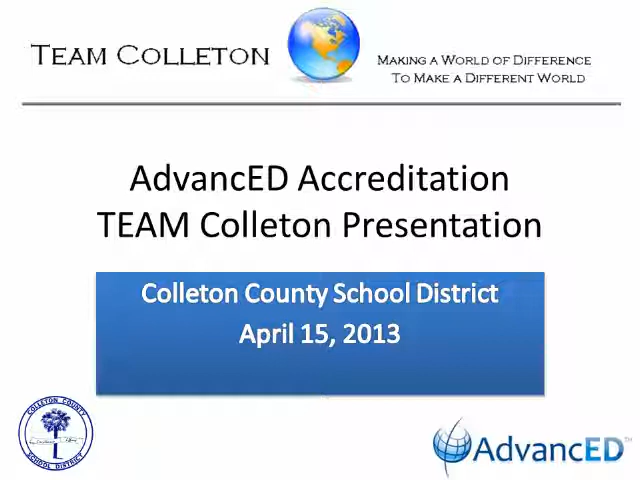 TEAM COLLETON
MAKING A WORLD OF DIFFERENCE
TO MAKE A DIFFERENT WORLD
AdvancED Accreditation
TEAM Colleton Presentation
Colleton County School District
April 15, 2013
COLLETON COUNTY
SCHOOL DISTRICT
AdvancED